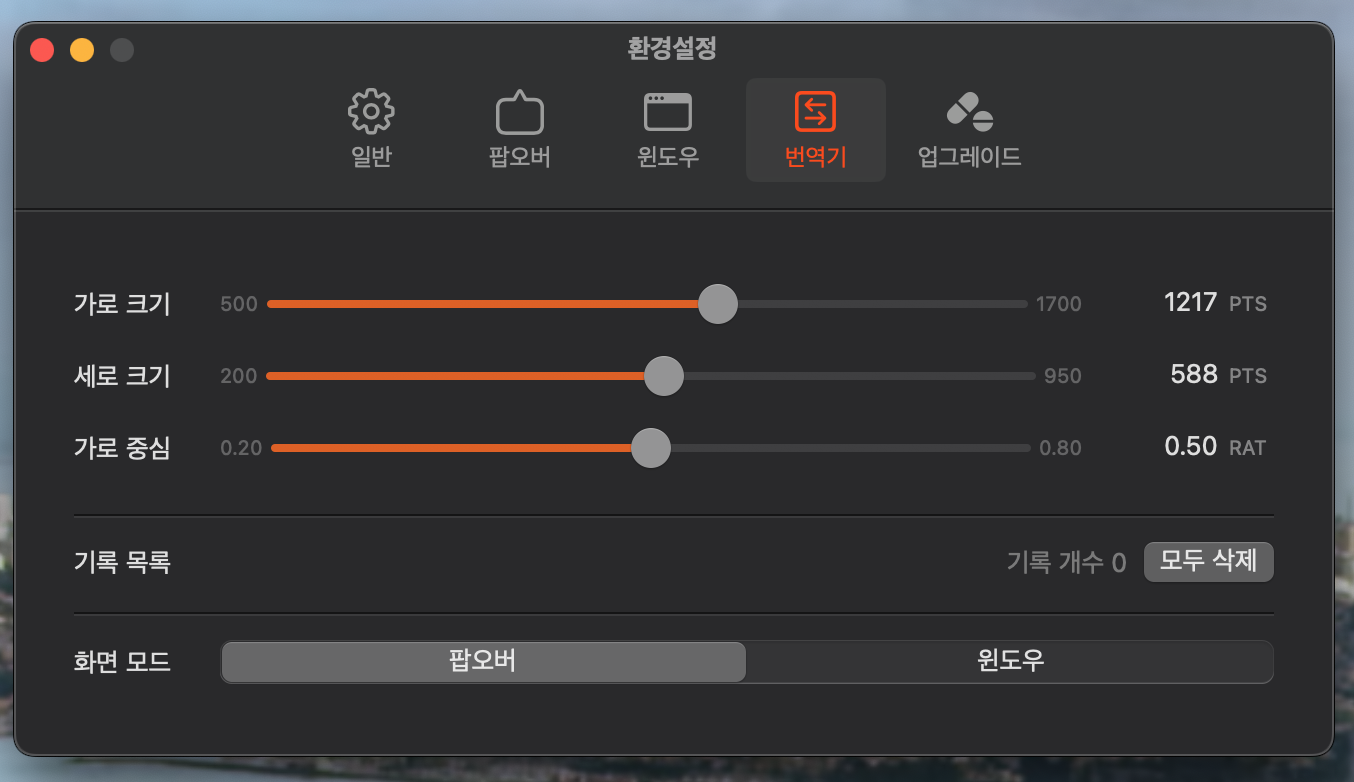 환경설정
일반 팝오버 윈도우 번역기 업그레이드
가로 크기 500 1700 1217 PTS
세로 크기 200 950 588 PTS
가로 중심 0.20 0.80 0.50 RAT
기록 목록 기록 개수 0 모두 삭제
화면 모드 팝오버 윈도우